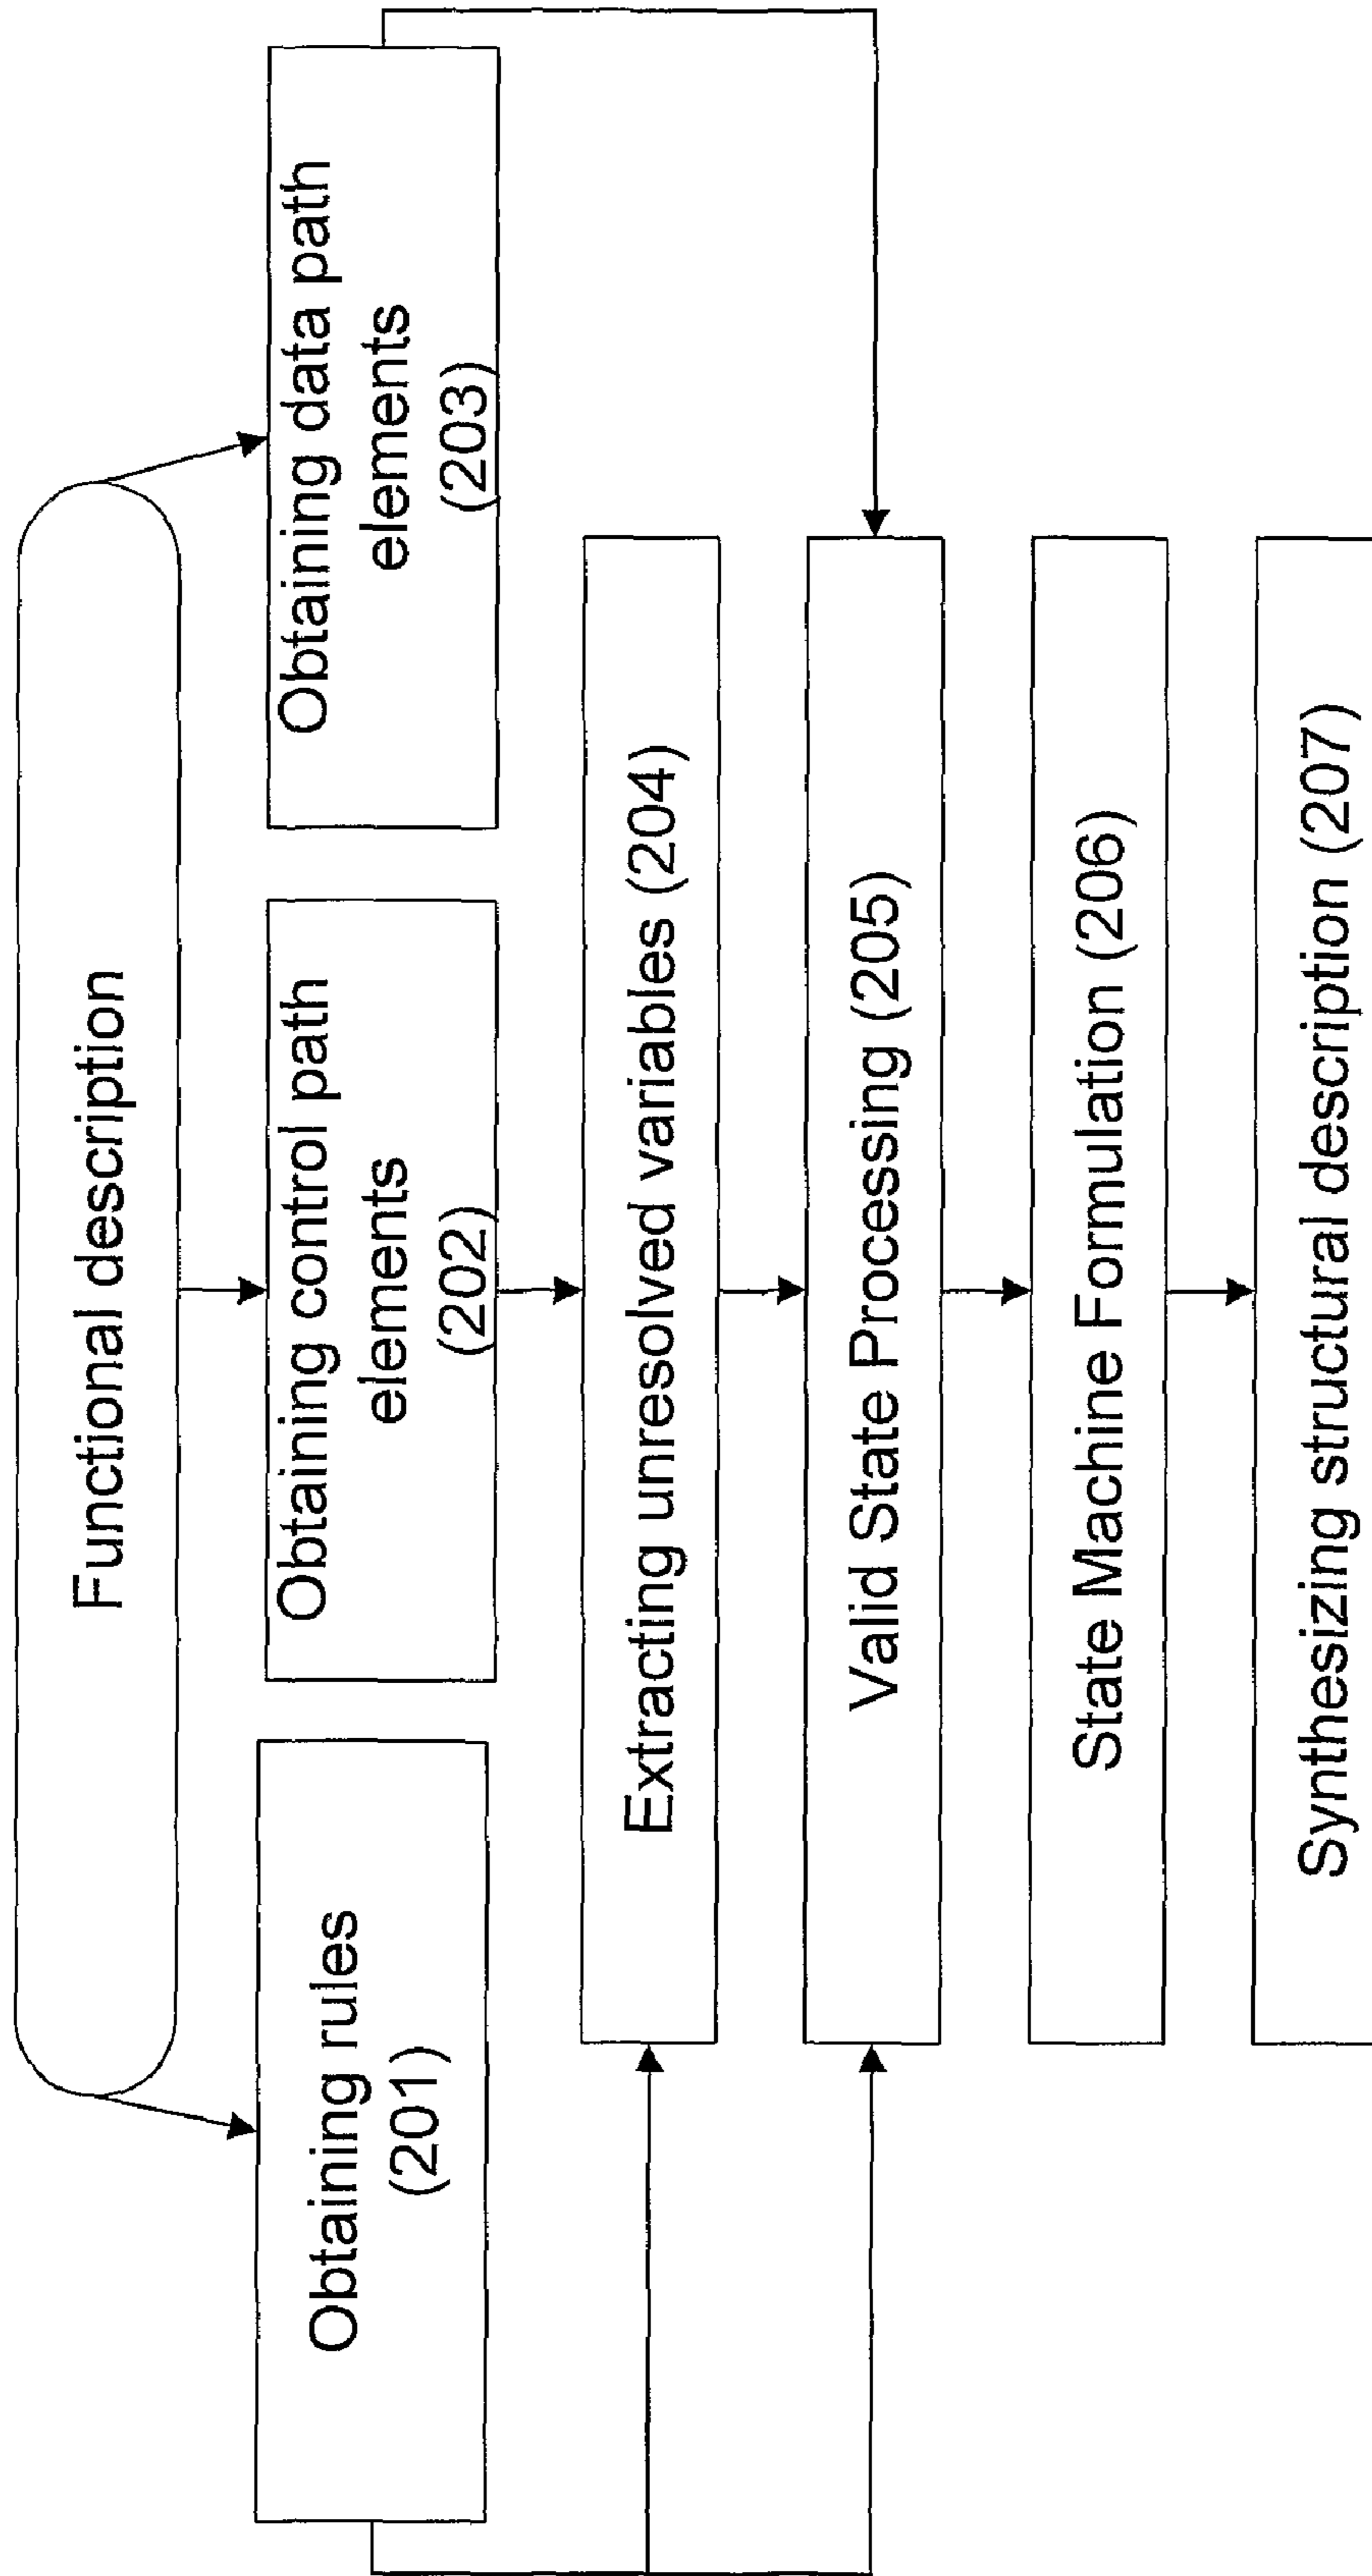 Functional description
Obtaining rules
(201)
Obtaining control path
elements
(202)
Obtaining data path
elements
(203)
Extracting unresolved variables (204)
Valid State Processing (205)
State Machine Formulation (206)
Synthesizing structural description (207)